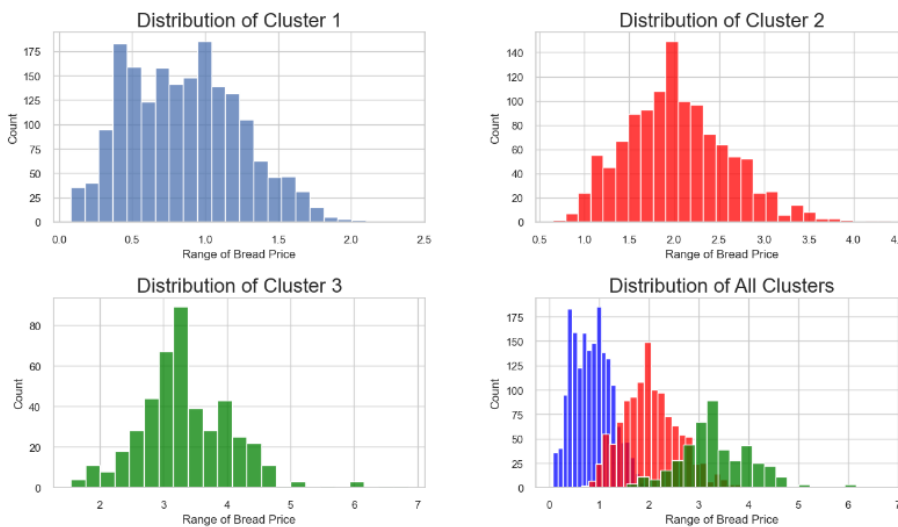 Distribution of Cluster 1
Count
175
150
125
100
75
50
25
0
0.0 0.5 1.0 1.5 2.0 2.5
Range of Bread Price
Distribution of Cluster 2
Count
140
120
100
80
60
40
20
0
0.5 1.0 1.5 2.0 2.5 3.0 3.5 4.0
Range of Bread Price
Distribution of Cluster 3
Count
80
60
40
20
0
2 3 4 5 6 7
Range of Bread Price
Distribution of All Clusters
Count
175
150
125
100
75
50
25
0
0 1 2 3 4 5 6 7
Range of Bread Price